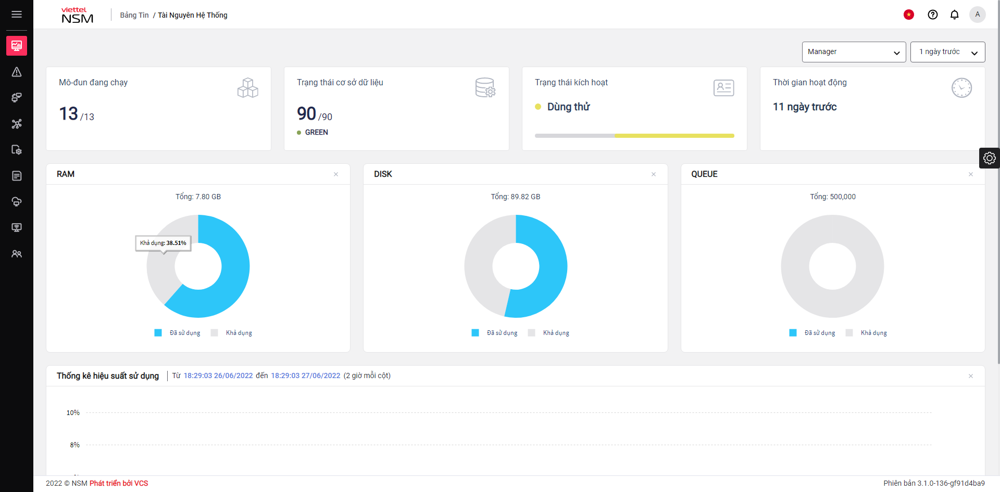 viettel
NSM
Bảng Tin / Tài Nguyên Hệ Thống
A
Manager
1 ngày trước
Mô-đun đang chạy
13 /13
Trạng thái cơ sở dữ liệu
90 /90
GREEN
Trạng thái kích hoạt
Dùng thử
Thời gian hoạt động
11 ngày trước
RAM
Tổng: 7.80 GB
Khả dụng: 38.51%
Đã sử dụng
Khả dụng
DISK
Tổng: 89.82 GB
Đã sử dụng
Khả dụng
QUEUE
Tổng: 500,000
Đã sử dụng
Khả dụng
Thống kê hiệu suất sử dụng
Từ 18:29:03 26/06/2022 đến 18:29:03 27/06/2022 (2 giờ mỗi cột)
10%
8%
2022 © NSM Phát triển bởi VCS
Phiên bản 3.1.0-136-gf91d4ba9